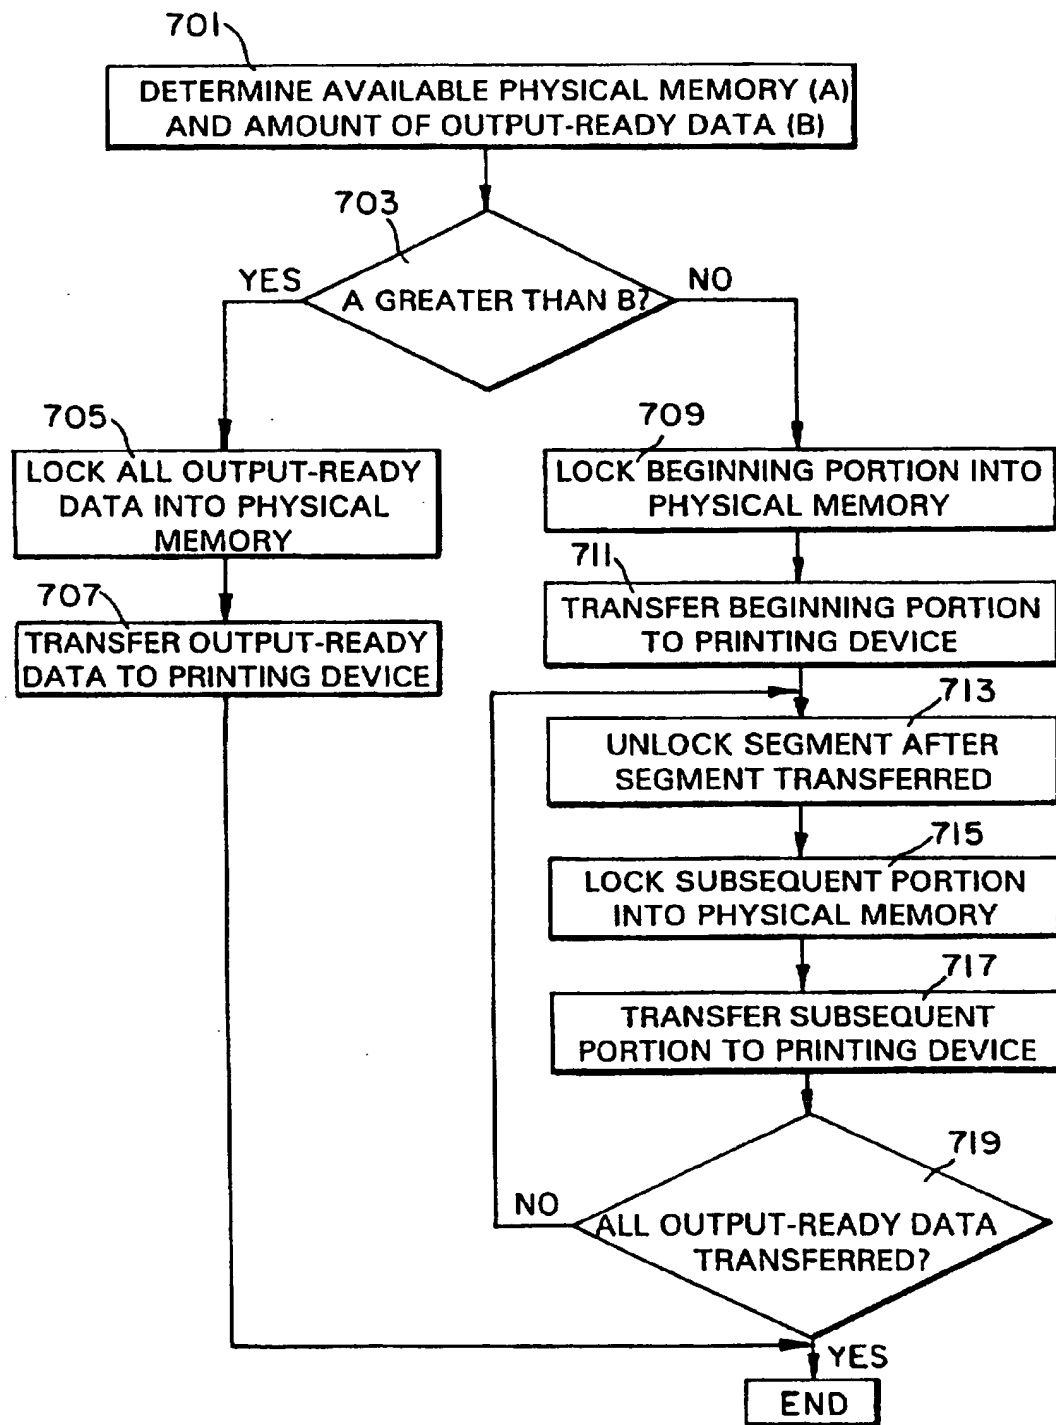 701
DETERMINE AVAILABLE PHYSICAL MEMORY (A)
AND AMOUNT OF OUTPUT-READY DATA (B)
703
YES
A GREATER THAN B?
NO
705
LOCK ALL OUTPUT-READY
DATA INTO PHYSICAL
MEMORY
707
TRANSFER OUTPUT-READY
DATA TO PRINTING DEVICE
709
LOCK BEGINNING PORTION INTO
PHYSICAL MEMORY
711
TRANSFER BEGINNING PORTION
TO PRINTING DEVICE
713
UNLOCK SEGMENT AFTER
SEGMENT TRANSFERRED
715
LOCK SUBSEQUENT PORTION
INTO PHYSICAL MEMORY
717
TRANSFER SUBSEQUENT
PORTION TO PRINTING DEVICE
719
NO
ALL OUTPUT-READY DATA
TRANSFERRED?
YES
END